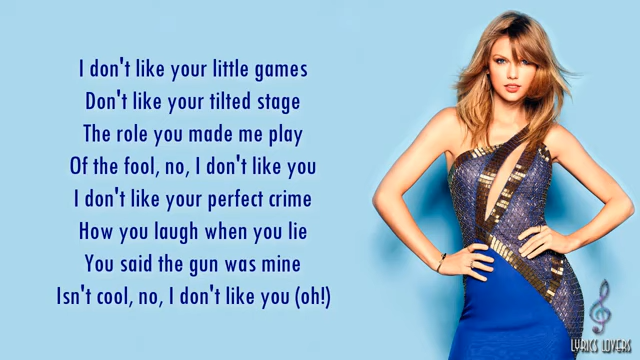 I don't like your little games
Don't like your tilted stage
The role you made me play
Of the fool, no, I don't like you
I don't like your perfect crime
How you laugh when you lie
You said the gun was mine
Isn't cool, no, I don't like you (oh!)
LYRICS LOVERS